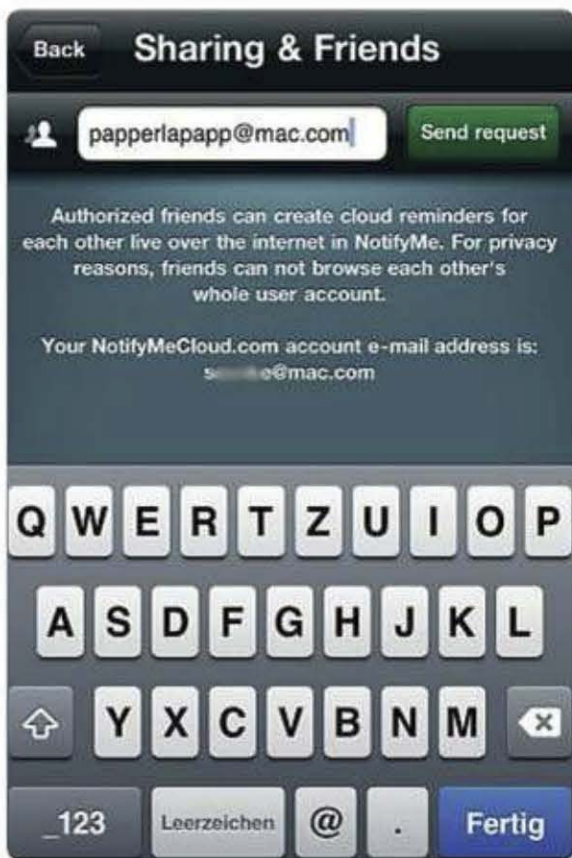 Back Sharing & Friends
papperlapapp@mac.com Send request
Authorized friends can create cloud reminders for
each other live over the internet in NotifyMe. For privacy
reasons, friends can not browse each other's
whole user account.
Your NotifyMeCloud.com account e-mail address is:
Q W E R T Z U I O P
A S D F G H J K L
Y X C V B N M
_123 Leerzeichen @ . Fertig